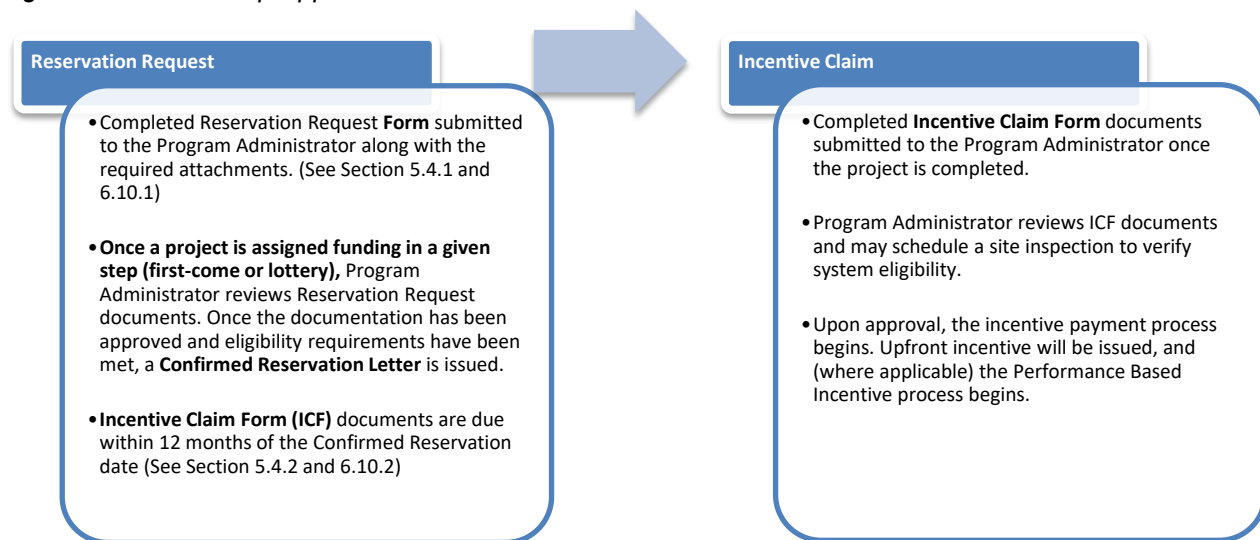 Reservation Request
•Completed Reservation Request Form submitted
to the Program Administrator along with the
required attachments. (See Section 5.4.1 and
6.10.1)
•Once a project is assigned funding in a given
step (first-come or lottery), Program
Administrator reviews Reservation Request
documents. Once the documentation has been
approved and eligibility requirements have been
met, a Confirmed Reservation Letter is issued.
•Incentive Claim Form (ICF) documents are due
within 12 months of the Confirmed Reservation
date (See Section 5.4.2 and 6.10.2)
Incentive Claim
•Completed Incentive Claim Form documents
submitted to the Program Administrator once
the project is completed.
•Program Administrator reviews ICF documents
and may schedule a site inspection to verify
system eligibility.
•Upon approval, the incentive payment process
begins. Upfront incentive will be issued, and
(where applicable) the Performance Based
Incentive process begins.